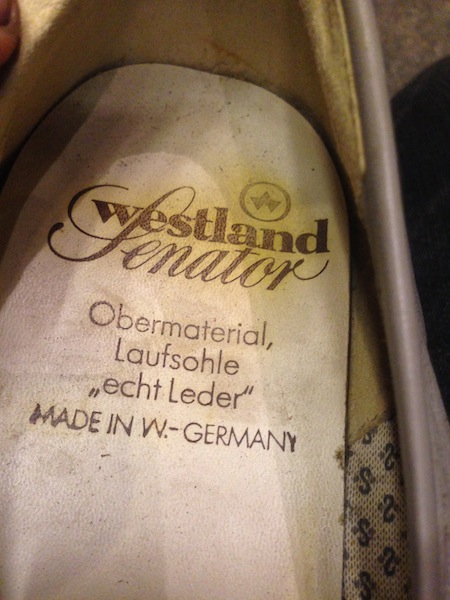 W
westland
Senator
Obermaterial,
Laufsohle
„echt Leder“
MADE IN W.-GERMANY